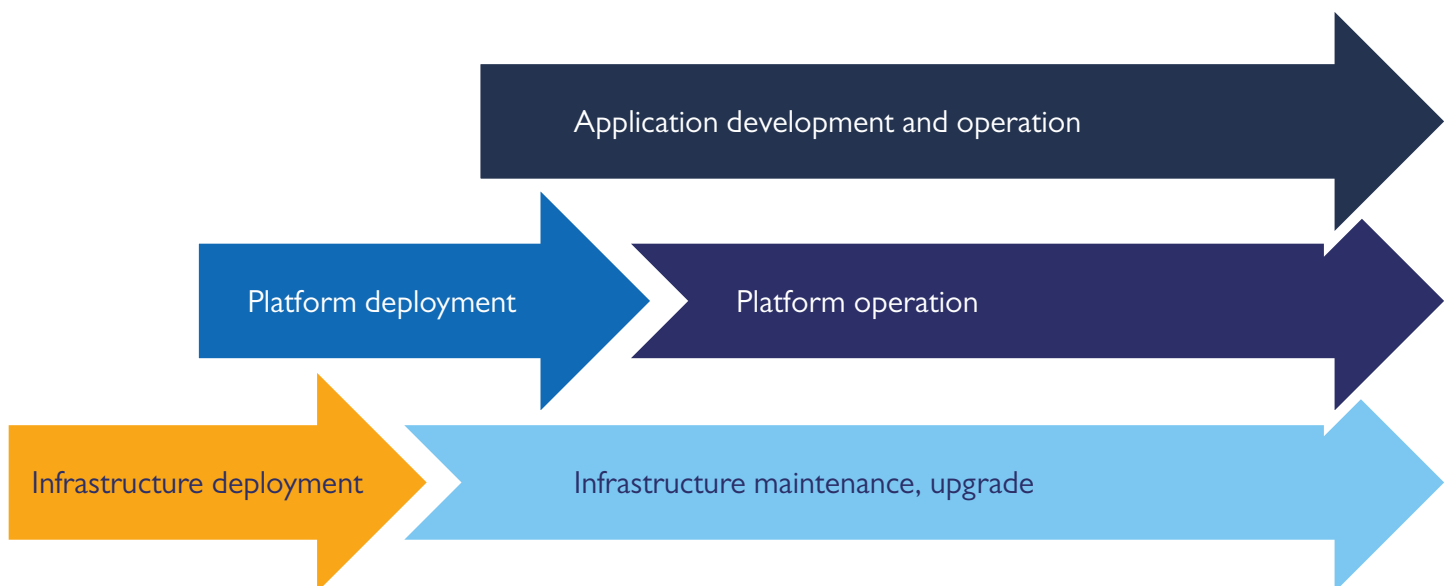 Application development and operation
Platform deployment
Platform operation
Infrastructure deployment
Infrastructure maintenance, upgrade